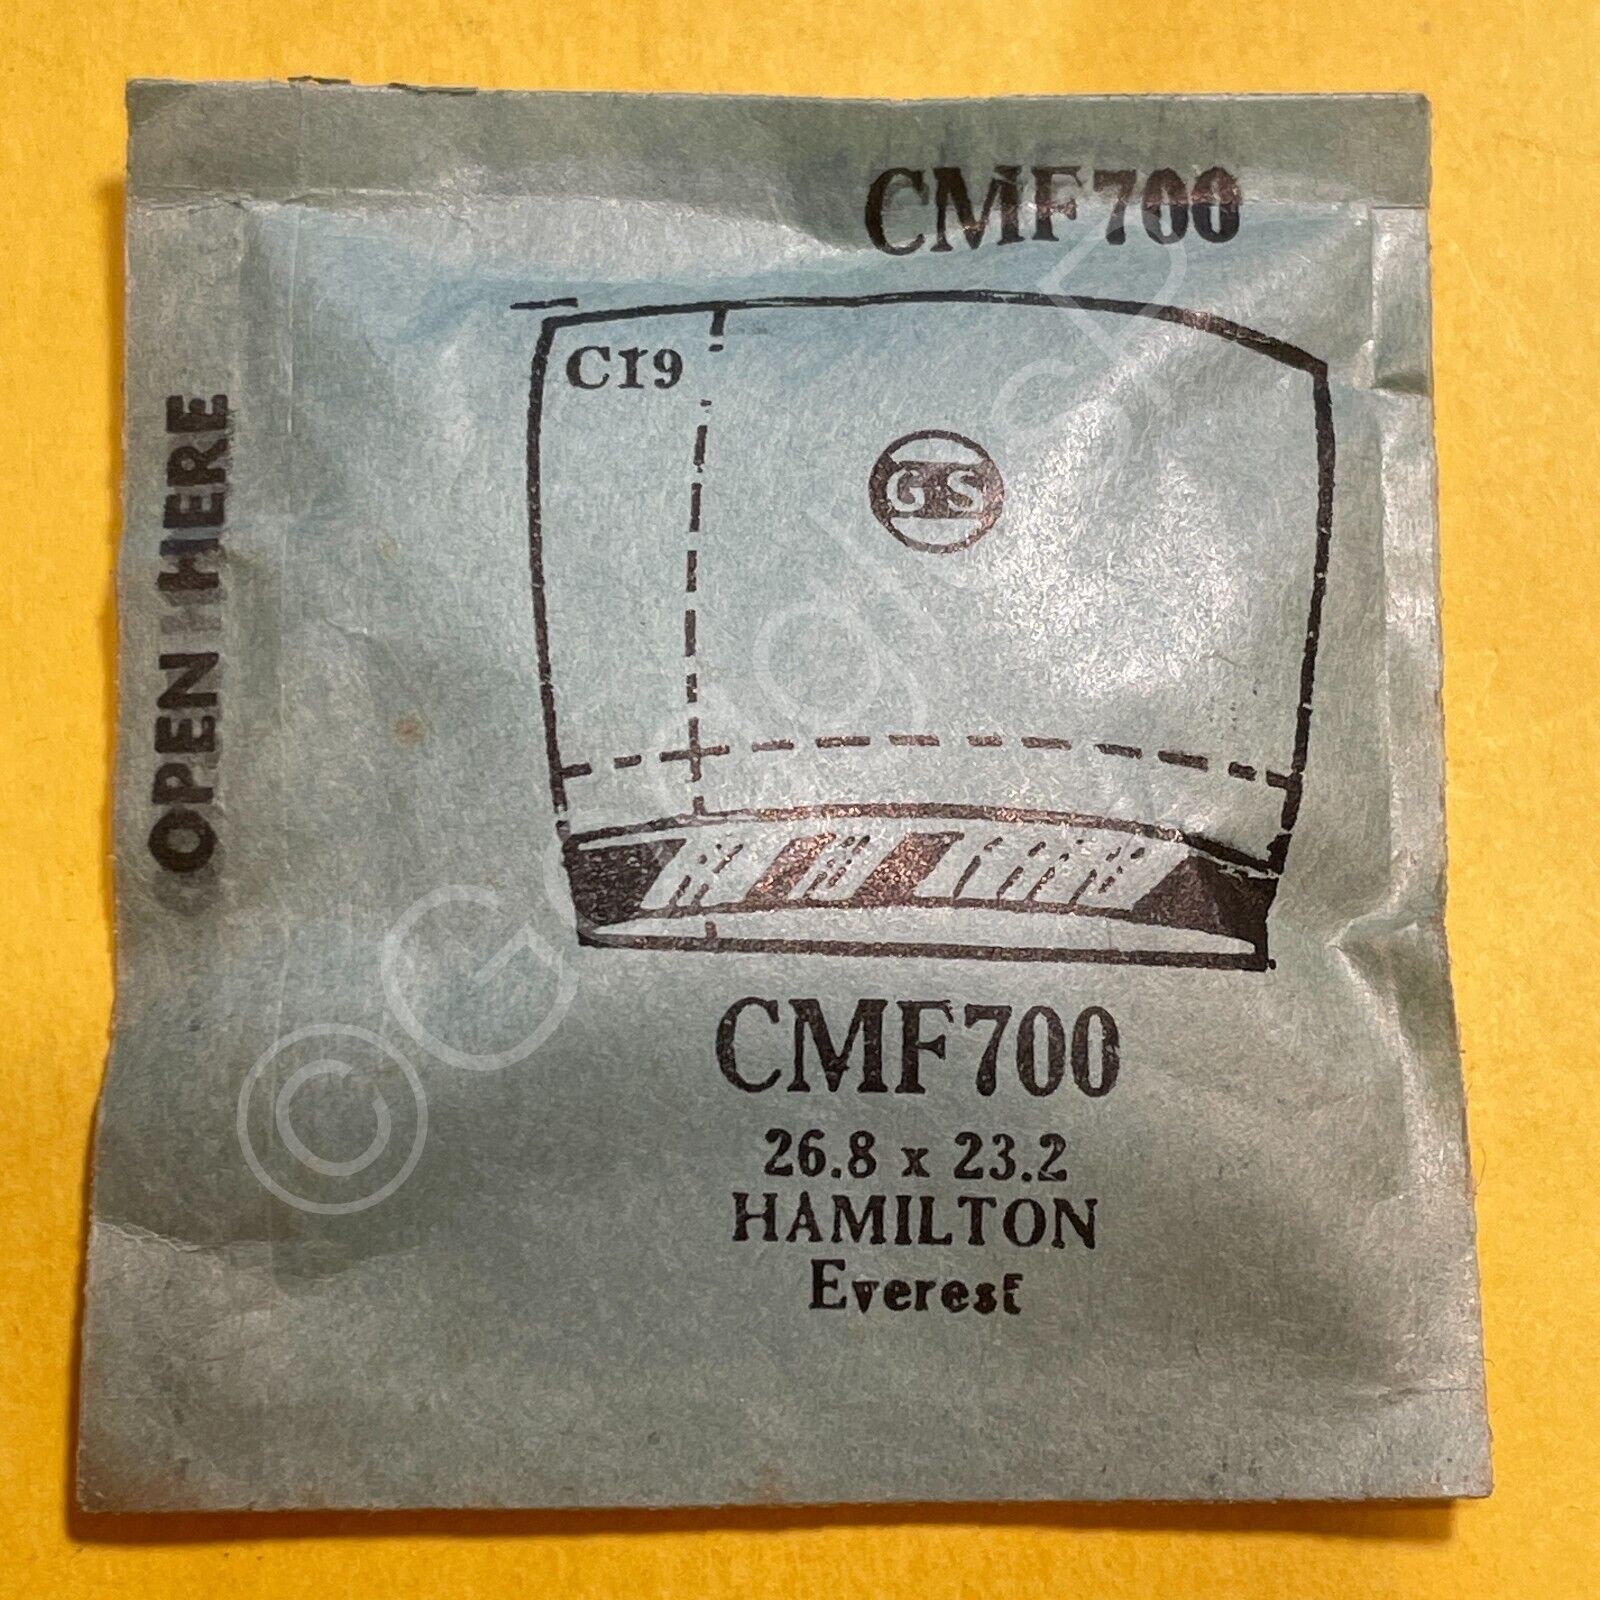 CMF700
C19
GS
OPEN HERE
CMF700
26.8 x 23.2
HAMILTON
Everest